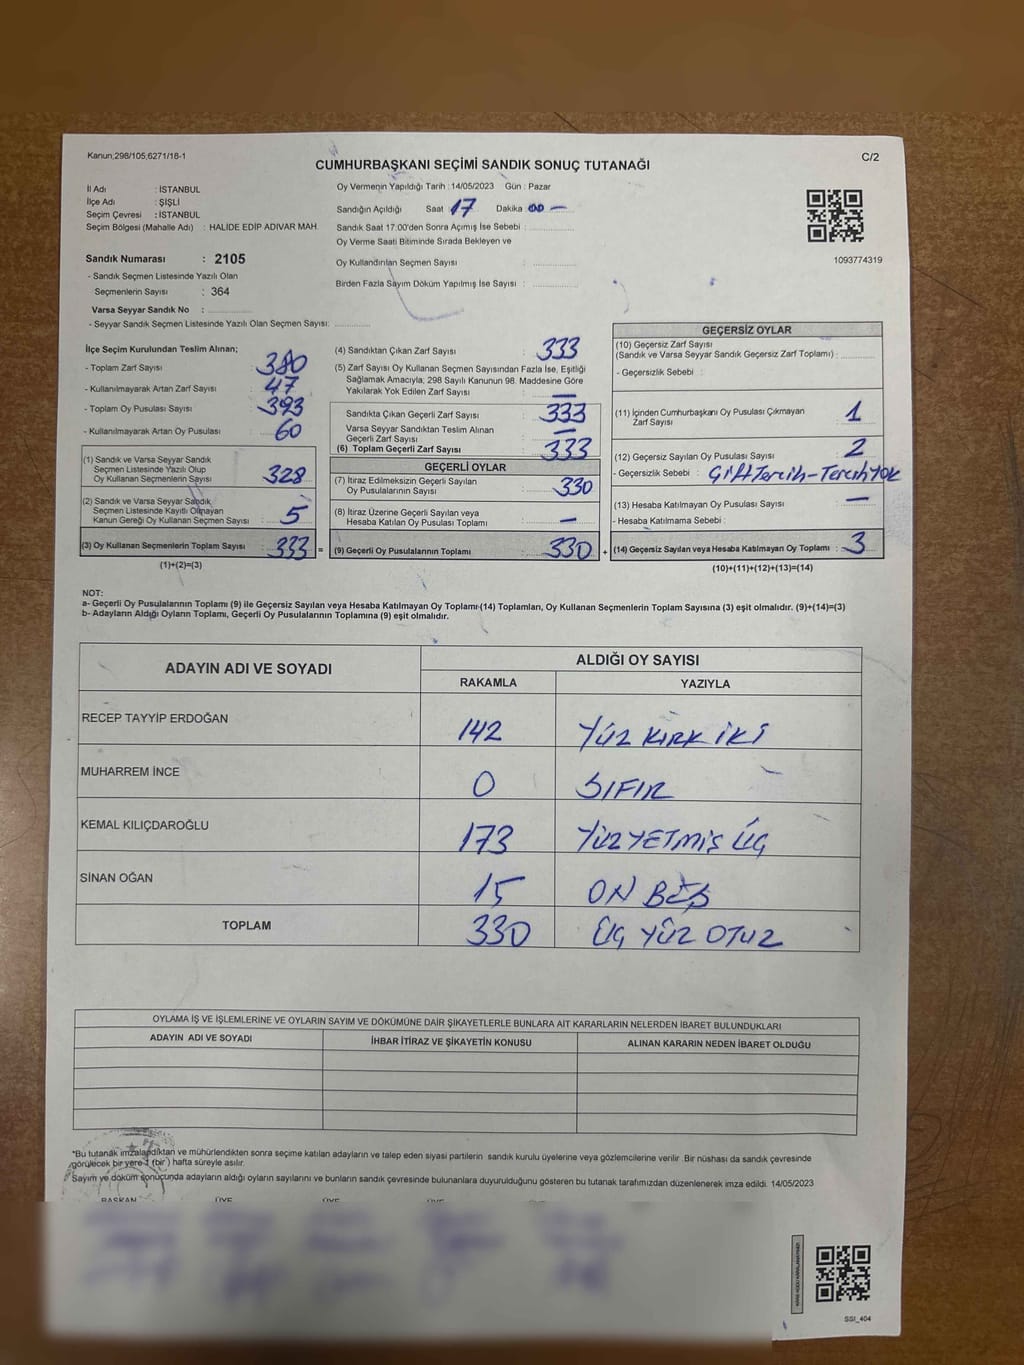 Kanun,298/105,6271/18-1
C/2
CUMHURBAŞKANI SEÇİMİ SANDIK SONUÇ TUTANAĞI
İl Adı : İSTANBUL
İlçe Adı : ŞİŞLİ
Seçim Çevresi : İSTANBUL
Seçim Bölgesi (Mahalle Adı) : HALİDE EDİP ADIVAR MAH.
Oy Vermenin Yapıldığı Tarih : 14/05/2023 Gün : Pazar
Sandığın Açıldığı Saat 17 Dakika —
Sandık Saat 17.00'den Sonra Açımış İse Sebebi :
Oy Verme Saati Bitiminde Sırada Bekleyen ve
Oy Kullandırılan Seçmen Sayısı :
Birden Fazla Sayım Döküm Yapılmış İse Sayısı :
1093774319
Sandık Numarası : 2105
- Sandık Seçmen Listesinde Yazılı Olan
Seçmenlerin Sayısı : 364
Varsa Seyyar Sandık No :
- Seyyar Sandık Seçmen Listesinde Yazılı Olan Seçmen Sayısı:
İlçe Seçim Kurulundan Teslim Alınan;
- Toplam Zarf Sayısı : 380
- Kullanılmayarak Artan Zarf Sayısı : 47
- Toplam Oy Pusulası Sayısı : 393
- Kullanılmayarak Artan Oy Pusulası : 60
(1) Sandık ve Varsa Seyyar Sandık
Seçmen Listesinde Yazılı Olup
Oy Kullanan Seçmenlerin Sayısı : 328
(2) Sandık ve Varsa Seyyar Sandık
Seçmen Listesinde Kayıtlı Olmayan
Kanun Gereği Oy Kullanan Seçmen Sayısı : 5
(3) Oy Kullanan Seçmenlerin Toplam Sayısı : 333 =
(1)+(2)=(3)
(4) Sandıktan Çıkan Zarf Sayısı : 333
(5) Zarf Sayısı Oy Kullanan Seçmen Sayısından Fazla İse, Eşitliği
Sağlamak Amacıyla, 298 Sayılı Kanunun 98. Maddesine Göre
Yakılarak Yok Edilen Zarf Sayısı : —
Sandıkta Çıkan Geçerli Zarf Sayısı : 333
Varsa Seyyar Sandıktan Teslim Alınan
Geçerli Zarf Sayısı : —
(6) Toplam Geçerli Zarf Sayısı : 333
GEÇERLİ OYLAR
(7) İtiraz Edilmeksizin Geçerli Sayılan
Oy Pusulalarının Sayısı : 330
(8) İtiraz Üzerine Geçerli Sayılan veya
Hesaba Katılan Oy Pusulası Toplamı : —
(9) Geçerli Oy Pusulalarının Toplamı : 330 +
GEÇERSİZ OYLAR
(10) Geçersiz Zarf Sayısı
(Sandık ve Varsa Seyyar Sandık Geçersiz Zarf Toplamı) :
- Geçersizlik Sebebi :
(11) İçinden Cumhurbaşkanı Oy Pusulası Çıkmayan
Zarf Sayısı : 1
(12) Geçersiz Sayılan Oy Pusulası Sayısı : 2
- Geçersizlik Sebebi : Çift Tercih - Tercih YOK
(13) Hesaba Katılmayan Oy Pusulası Sayısı : —
- Hesaba Katılmama Sebebi :
(14) Geçersiz Sayılan veya Hesaba Katılmayan Oy Toplamı : 3
(10)+(11)+(12)+(13)=(14)
NOT:
a- Geçerli Oy Pusulalarının Toplamı (9) ile Geçersiz Sayılan veya Hesaba Katılmayan Oy Toplamı (14) Toplamları, Oy Kullanan Seçmenlerin Toplam Sayısına (3) eşit olmalıdır. (9)+(14)=(3)
b- Adayların Aldığı Oyların Toplamı, Geçerli Oy Pusulalarının Toplamına (9) eşit olmalıdır.
ADAYIN ADI VE SOYADI
ALDIĞI OY SAYISI
RAKAMLA YAZIYLA
RECEP TAYYİP ERDOĞAN 142 YÜZ KIRK İKİ
MUHARREM İNCE 0 SIFIR
KEMAL KILIÇDAROĞLU 173 YÜZ YETMİŞ ÜÇ
SİNAN OĞAN 15 ON BEŞ
TOPLAM 330 ÜÇ YÜZ OTUZ
OYLAMA İŞ VE İŞLEMLERİNE VE OYLARIN SAYIM VE DÖKÜMÜNE DAİR ŞİKAYETLERLE BUNLARA AİT KARARLARIN NELERDEN İBARET BULUNDUKLARI
ADAYIN ADI VE SOYADI İHBAR İTİRAZ VE ŞİKAYETİN KONUSU ALINAN KARARIN NEDEN İBARET OLDUĞU
*Bu tutanak imzalandıktan ve mühürlendikten sonra seçime katılan adayların ve talep eden siyasi partilerin sandık kurulu üyelerine veya gözlemcilerine verilir .Bir nüshası da sandık çevresinde
görülecek bir yere 1 (bir) hafta süreyle asılır.
Sayım ve döküm sonucunda adayların aldığı oyların sayılarını ve bunların sandık çevresinde bulunanlara duyurulduğunu gösteren bu tutanak tarafımızdan düzenlenerek imza edildi. 14/05/2023
BAŞKAN ÜYE ÜYE ÜYE ÜYE
SSI_404